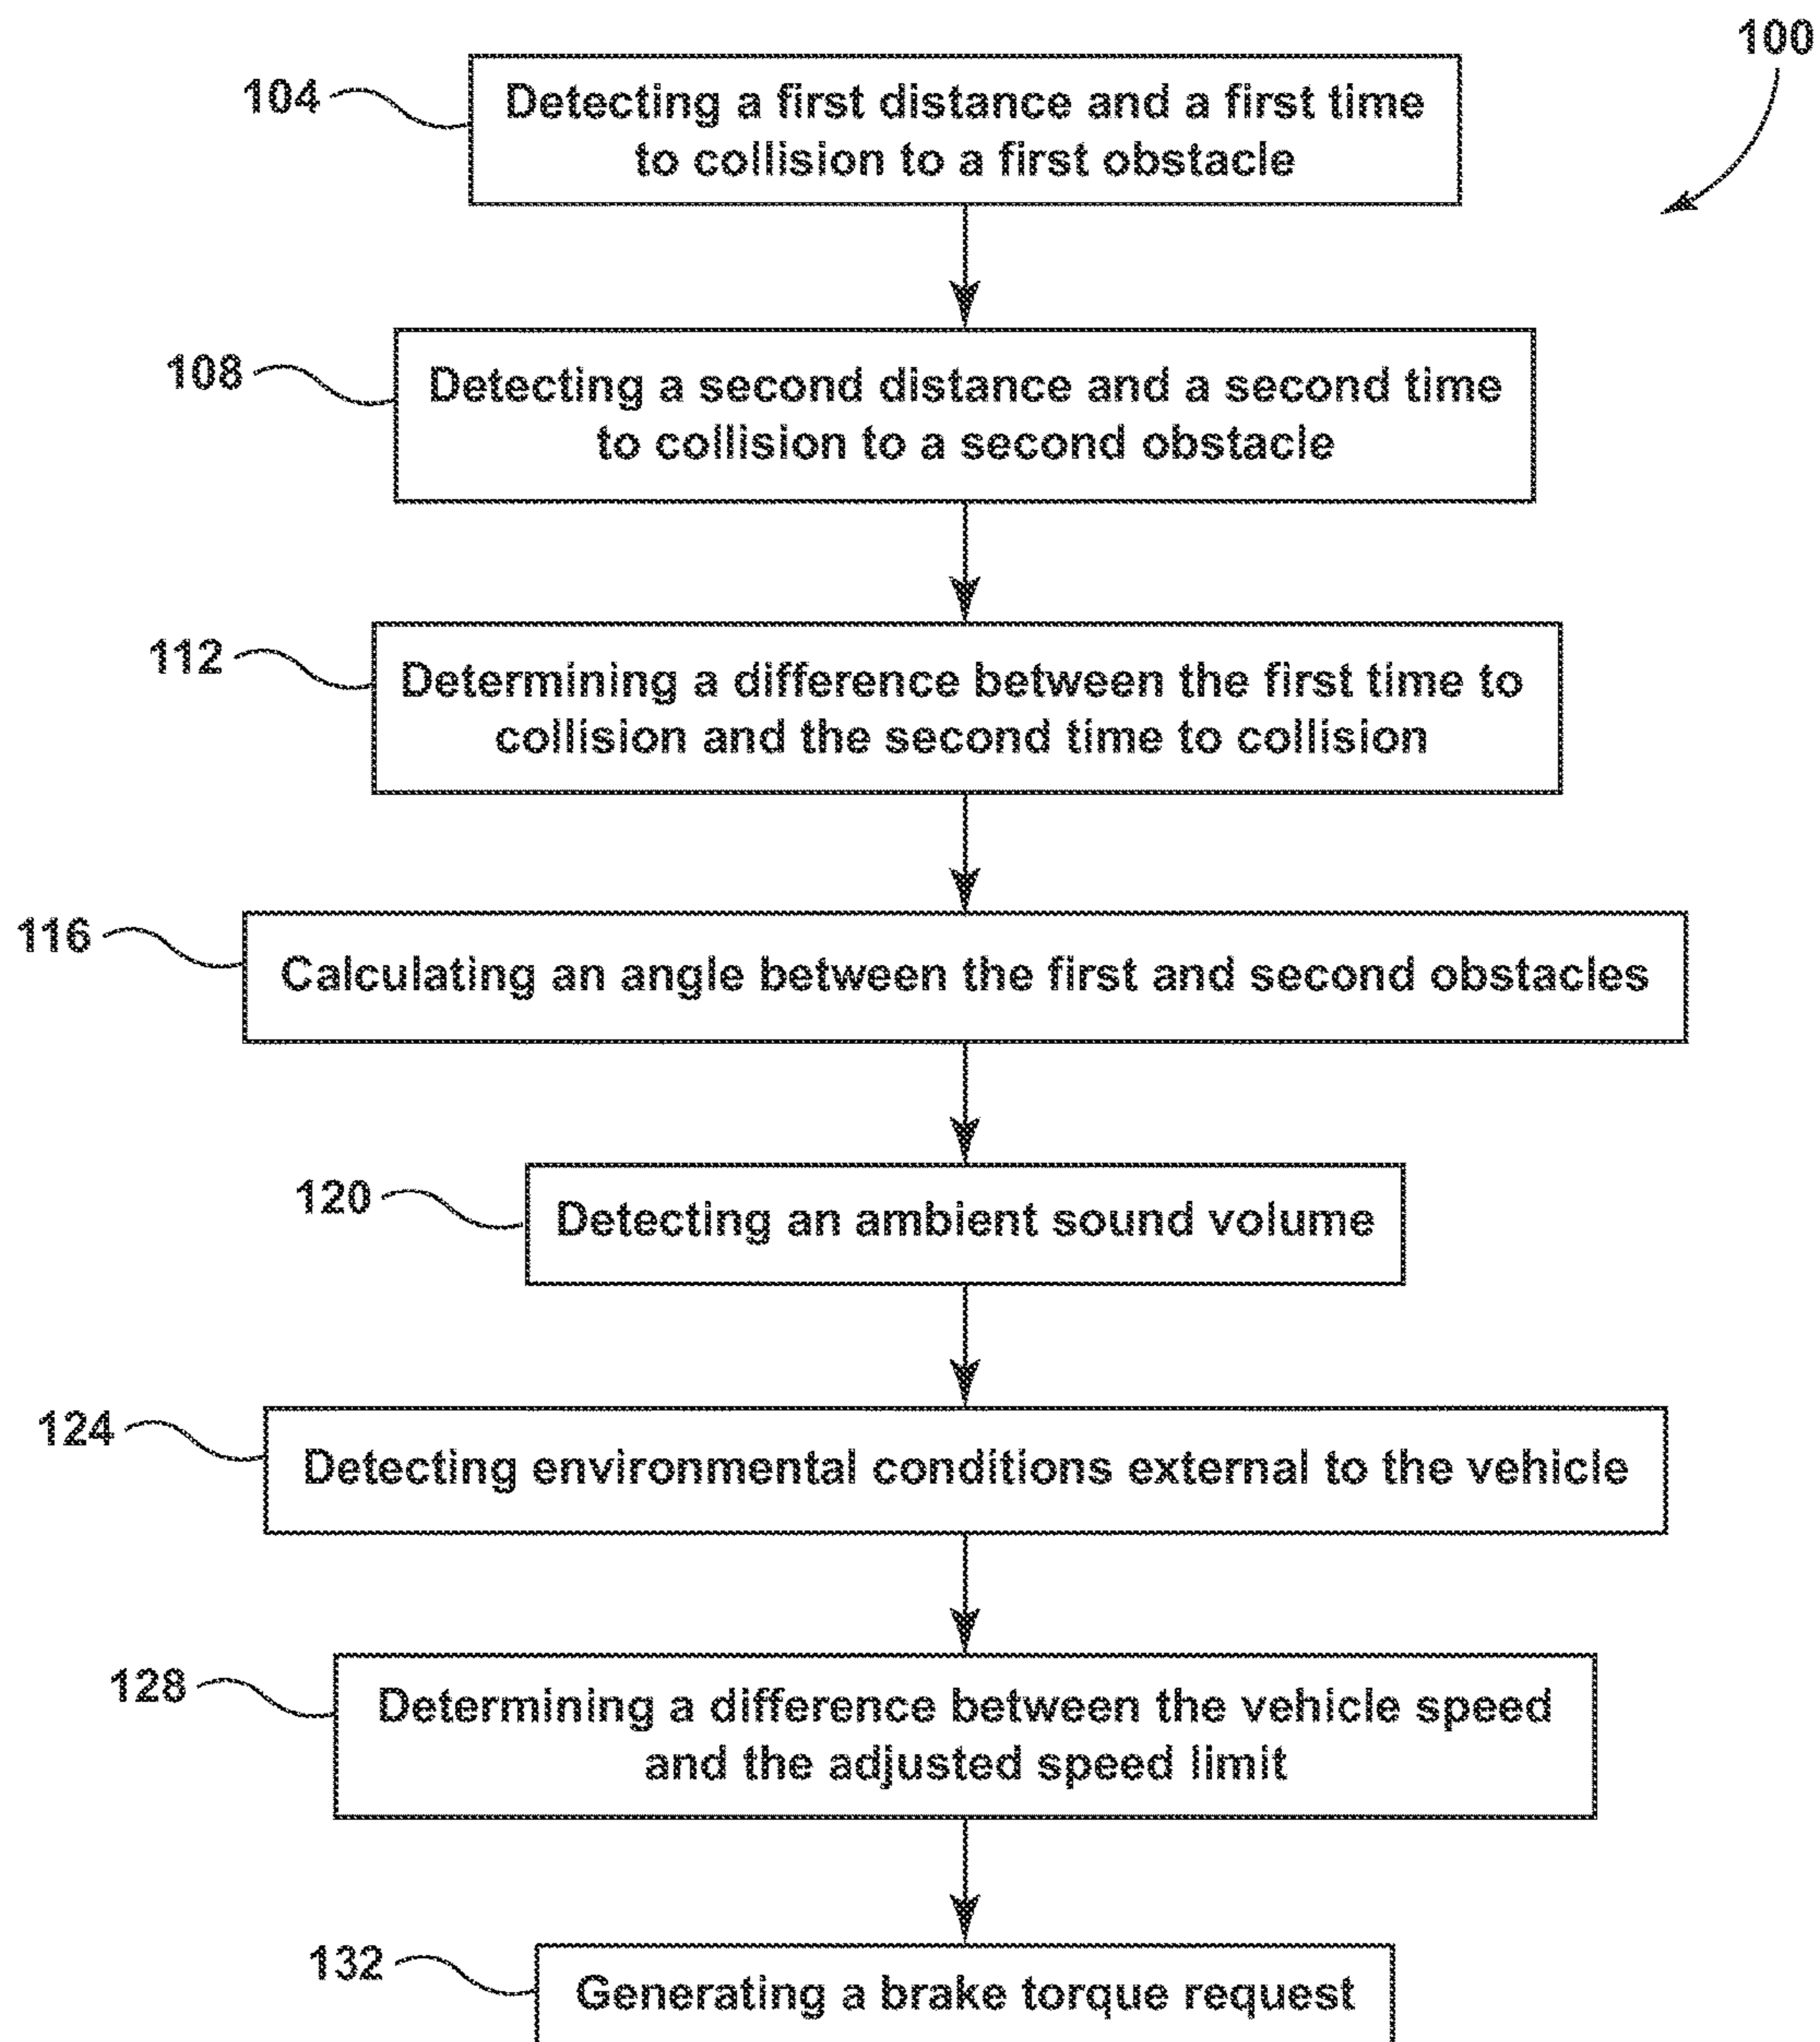 100
104
Detecting a first distance and a first time
to collision to a first obstacle
108
Detecting a second distance and a second time
to collision to a second obstacle
112
Determining a difference between the first time to
collision and the second time to collision
116
Calculating an angle between the first and second obstacles
120
Detecting an ambient sound volume
124
Detecting environmental conditions external to the vehicle
128
Determining a difference between the vehicle speed
and the adjusted speed limit
132
Generating a brake torque request